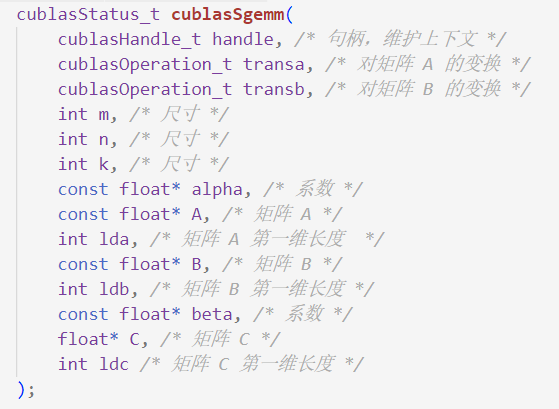 cublasStatus_t cublasSgemm(
    cublasHandle_t handle, /* 句柄，维护上下文 */
    cublasOperation_t transa, /* 对矩阵 A 的变换 */
    cublasOperation_t transb, /* 对矩阵 B 的变换 */
    int m, /* 尺寸 */
    int n, /* 尺寸 */
    int k, /* 尺寸 */
    const float* alpha, /* 系数 */
    const float* A, /* 矩阵 A */
    int lda, /* 矩阵 A 第一维长度  */
    const float* B, /* 矩阵 B */
    int ldb, /* 矩阵 B 第一维长度 */
    const float* beta, /* 系数 */
    float* C, /* 矩阵 C */
    int ldc /* 矩阵 C 第一维长度 */
);